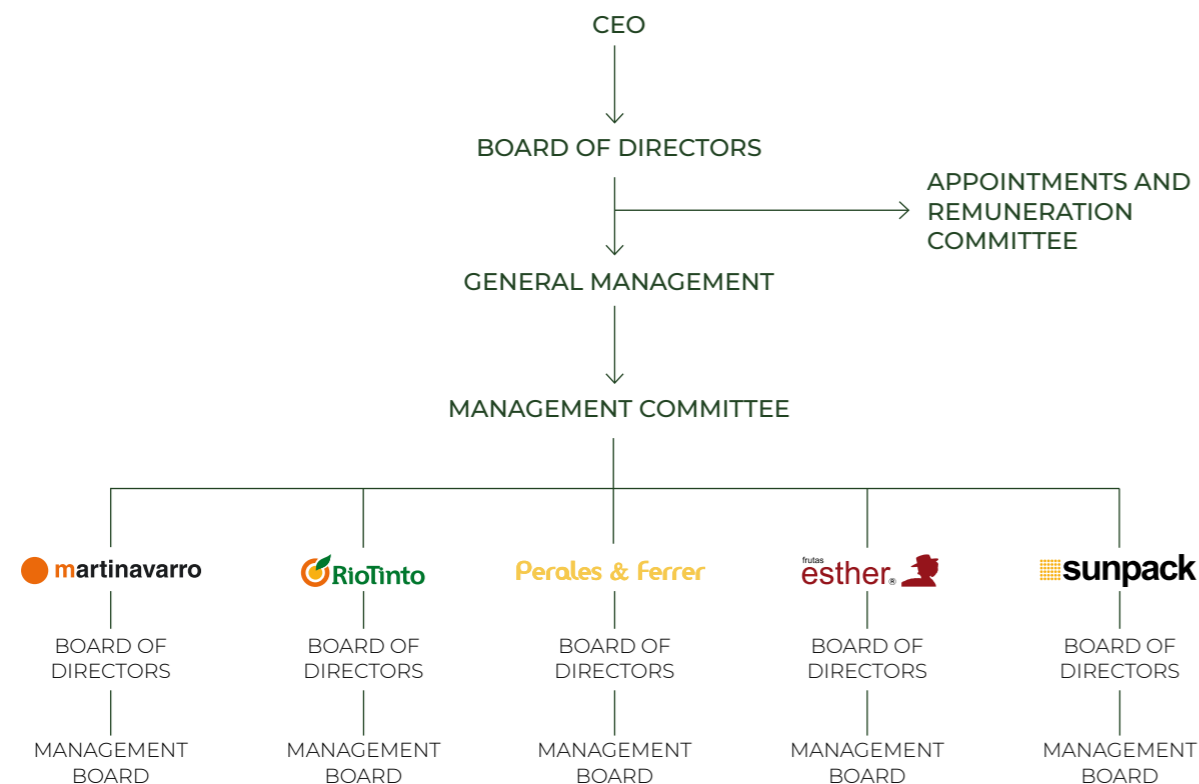 CEO
BOARD OF DIRECTORS
APPOINTMENTS AND
REMUNERATION
COMMITTEE
GENERAL MANAGEMENT
MANAGEMENT COMMITTEE
martinavarro
RioTinto
Perales & Ferrer
frutas
esther®
sunpack
BOARD OF
DIRECTORS
BOARD OF
DIRECTORS
BOARD OF
DIRECTORS
BOARD OF
DIRECTORS
BOARD OF
DIRECTORS
MANAGEMENT
BOARD
MANAGEMENT
BOARD
MANAGEMENT
BOARD
MANAGEMENT
BOARD
MANAGEMENT
BOARD